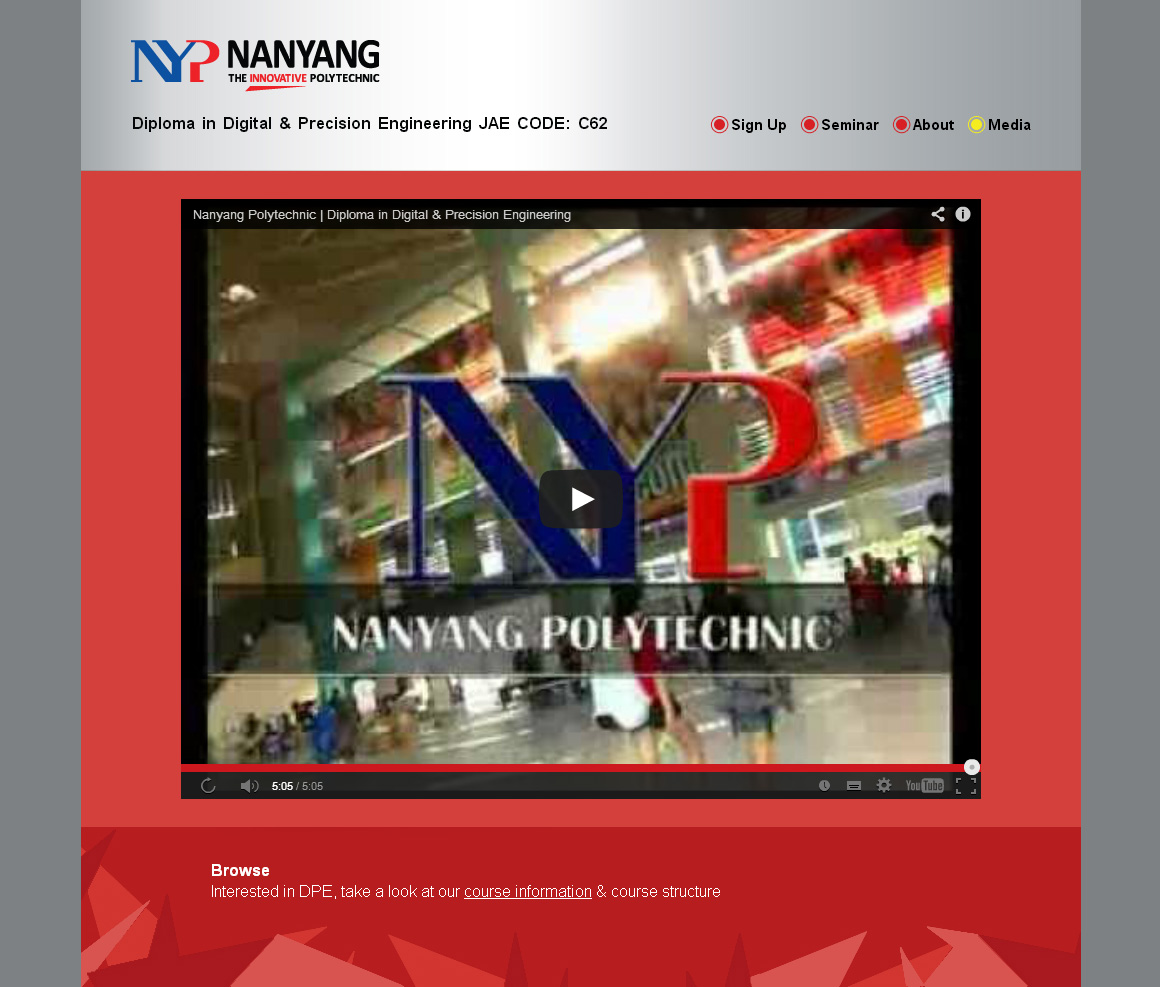 NYP NANYANG
THE INNOVATIVE POLYTECHNIC
Diploma in Digital & Precision Engineering JAE CODE: C62
Sign Up Seminar About Media
Nanyang Polytechnic | Diploma in Digital & Precision Engineering
NYP
NANYANG POLYTECHNIC
5:05 / 5:05
YouTube
Browse
Interested in DPE, take a look at our course information & course structure